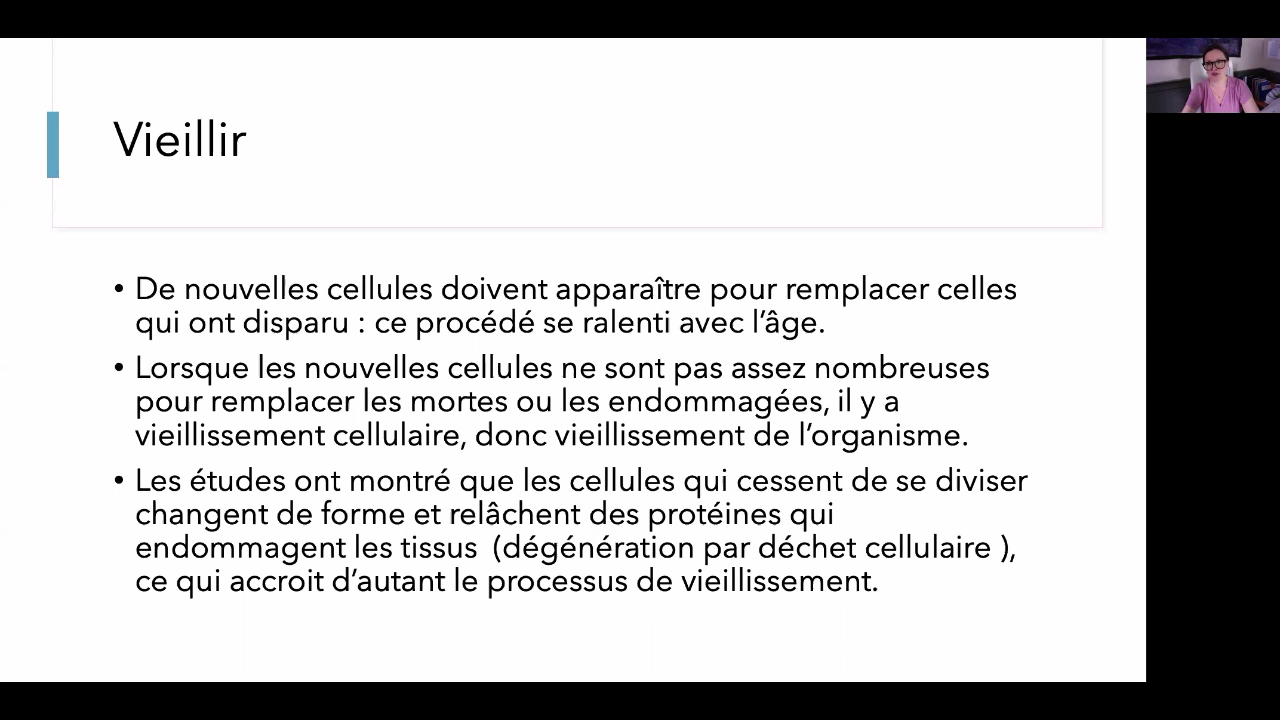 Vieillir
• De nouvelles cellules doivent apparaître pour remplacer celles
qui ont disparu : ce procédé se ralenti avec l’âge.
• Lorsque les nouvelles cellules ne sont pas assez nombreuses
pour remplacer les mortes ou les endommagées, il y a
vieillissement cellulaire, donc vieillissement de l’organisme.
• Les études ont montré que les cellules qui cessent de se diviser
changent de forme et relâchent des protéines qui
endommagent les tissus  (dégénération par déchet cellulaire ),
ce qui accroit d’autant le processus de vieillissement.